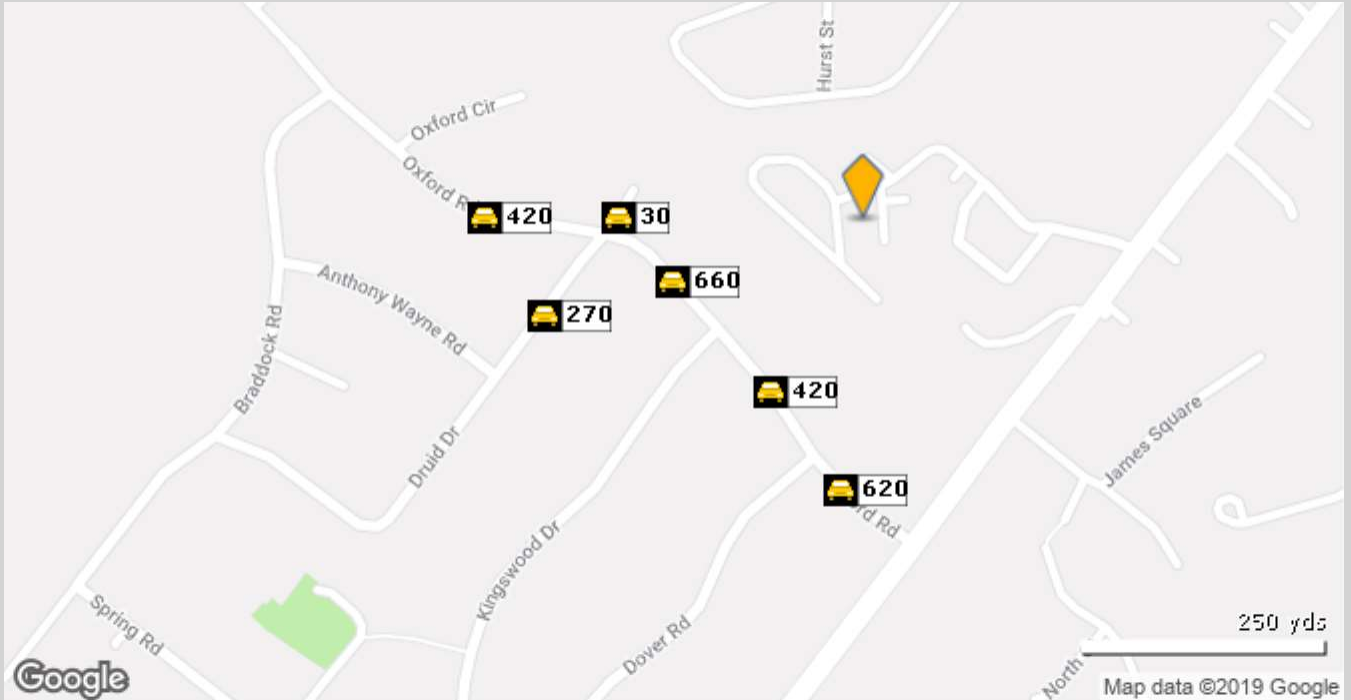 Hurst St
Oxford Cir
Oxford R
420
30
660
270
Anthony Wayne Rd
Braddock Rd
420
James Square
Druid Dr
620
rd Rd
Kingswood Dr
Spring Rd
Dover Rd
250 yds
North
Google
Map data ©2019 Google